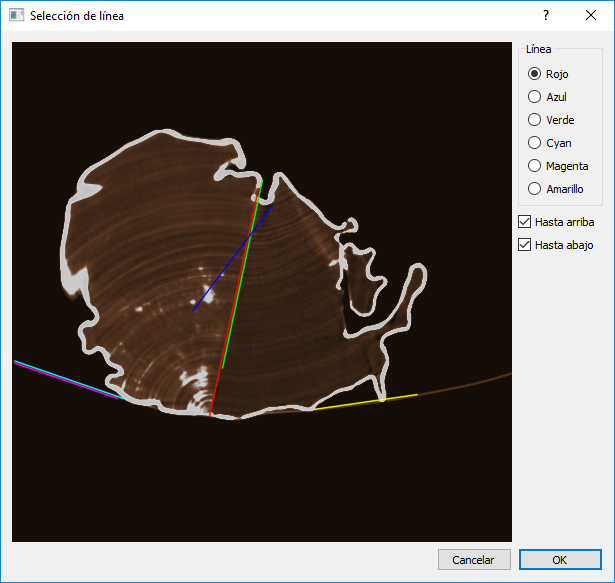 Selección de línea
?
Línea
Rojo
Azul
Verde
Cyan
Magenta
Amarillo
Hasta arriba
Hasta abajo
Cancelar
OK